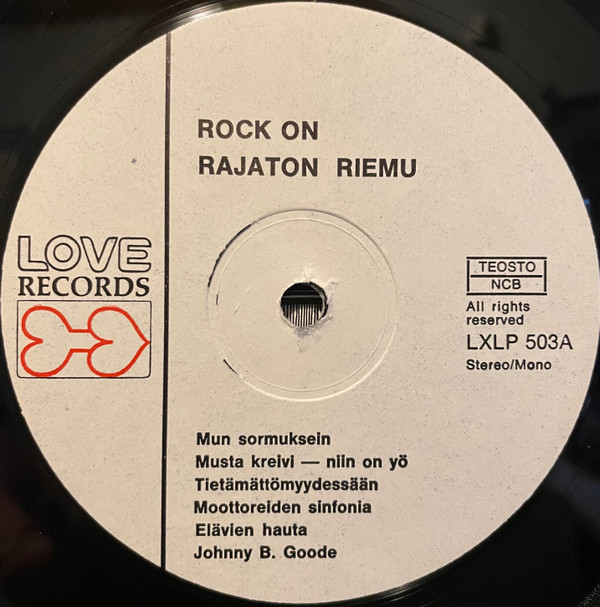 ROCK ON
RAJATON RIEMU
LOVE
RECORDS
TEOSTO
NCB
All rights
reserved
LXLP 503A
Stereo/Mono
Mun sormuksein
Musta kreivi — niin on yö
Tietämättömyydessään
Moottoreiden sinfonia
Elävien hauta
Johnny B. Goode